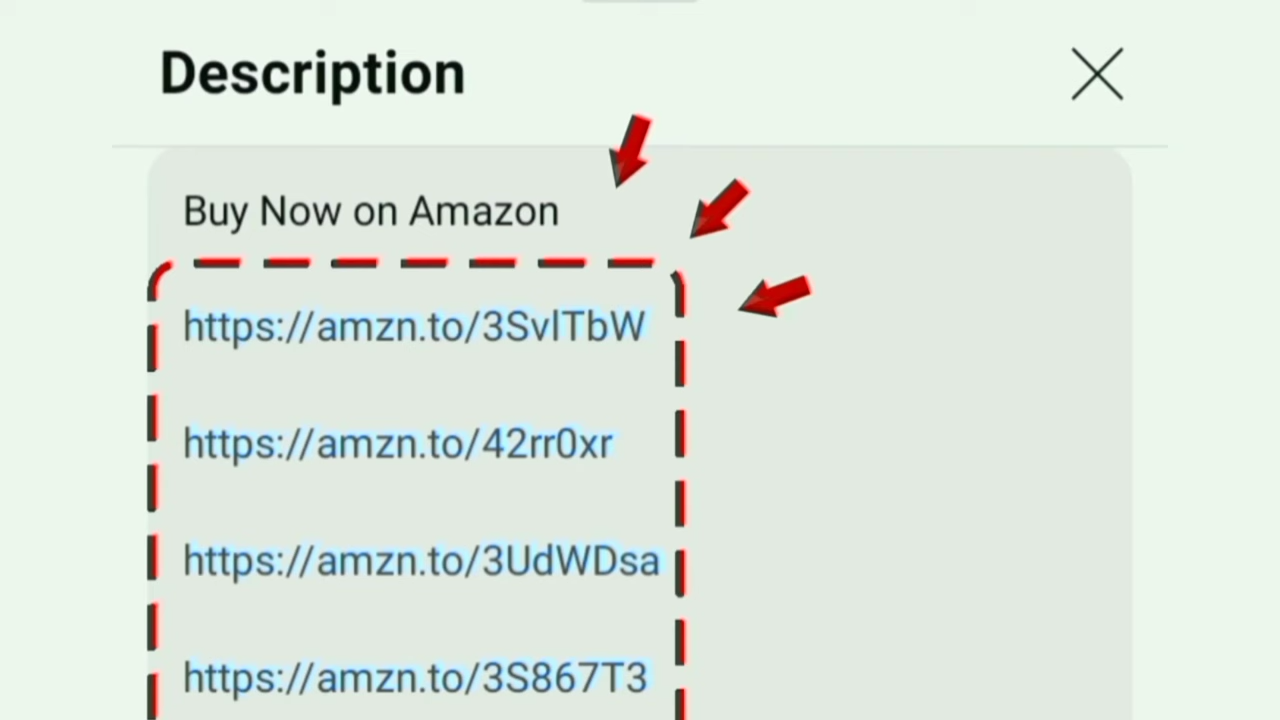 Description
Buy Now on Amazon
https://amzn.to/3SvlTbW
https://amzn.to/42rr0xr
https://amzn.to/3UdWDsa
https://amzn.to/3S867T3